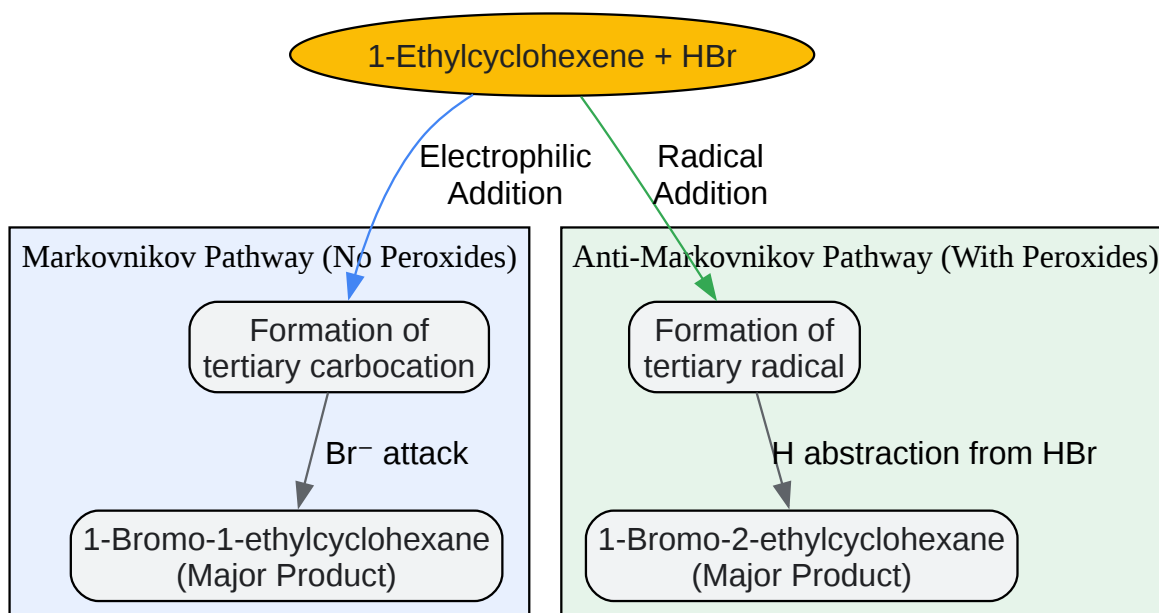 1-Ethylcyclohexene + HBr
Electrophilic
Addition
Radical
Addition
Markovnikov Pathway (No Peroxides)
Formation of
tertiary carbocation
Br⁻ attack
1-Bromo-1-ethylcyclohexane
(Major Product)
Anti-Markovnikov Pathway (With Peroxides)
Formation of
tertiary radical
H abstraction from HBr
1-Bromo-2-ethylcyclohexane
(Major Product)